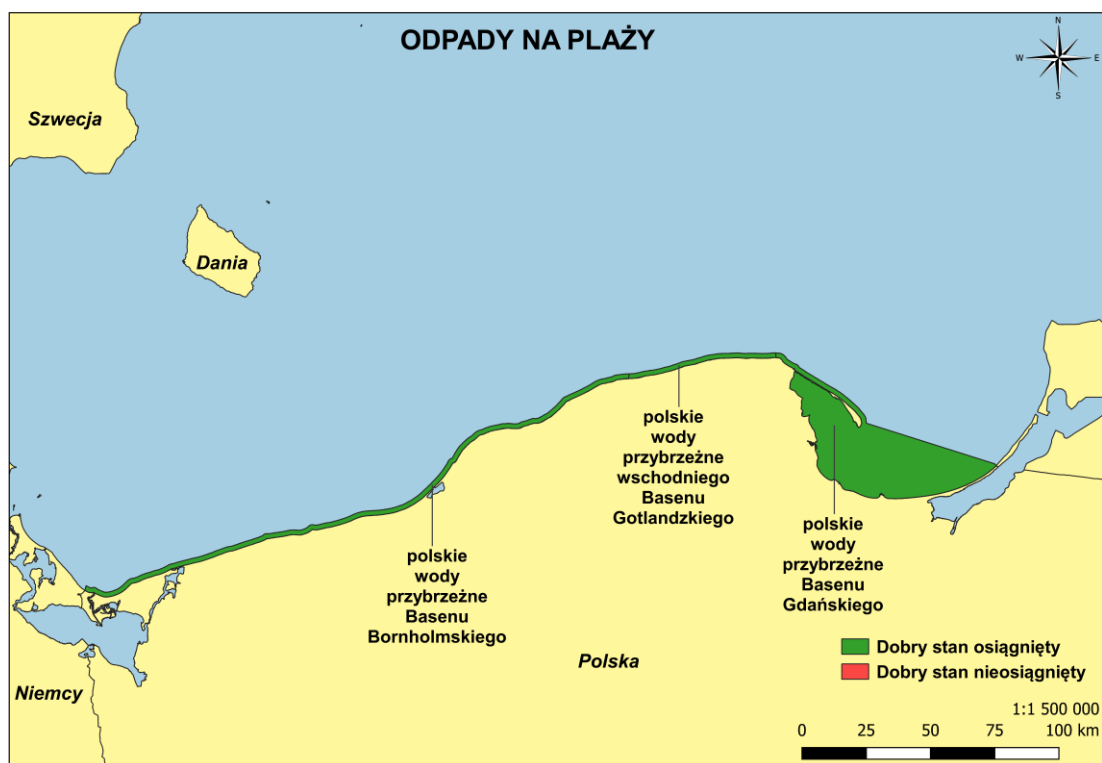 ODPADY NA PLAŻY
N
W
E
S
Szwecja
Dania
polskie
wody
przybrzeżne
wschodniego
Basenu
Gotlandzkiego
polskie
wody
przybrzeżne
Basenu
Gdańskiego
polskie
wody
przybrzeżne
Basenu
Bornholmskiego
Polska
Niemcy
Dobry stan osiągnięty
Dobry stan nieosiągnięty
1:1 500 000
0 25 50 75 100 km